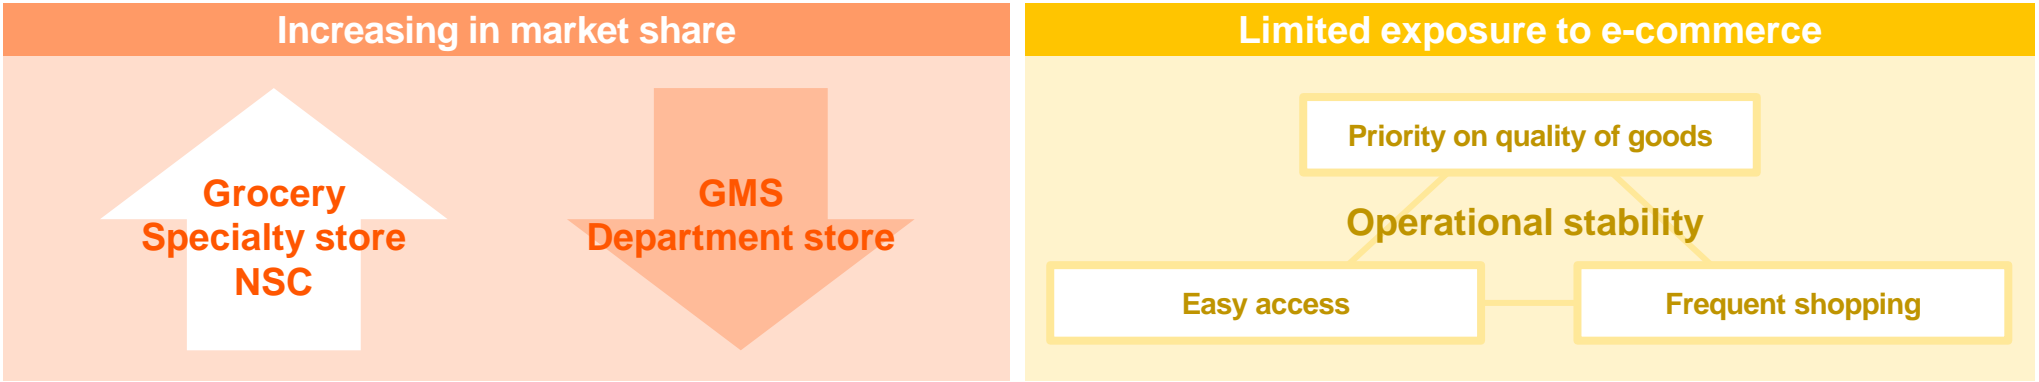 Increasing in market share
Grocery
Specialty store
NSC
GMS
Department store
Limited exposure to e-commerce
Priority on quality of goods
Operational stability
Easy access
Frequent shopping